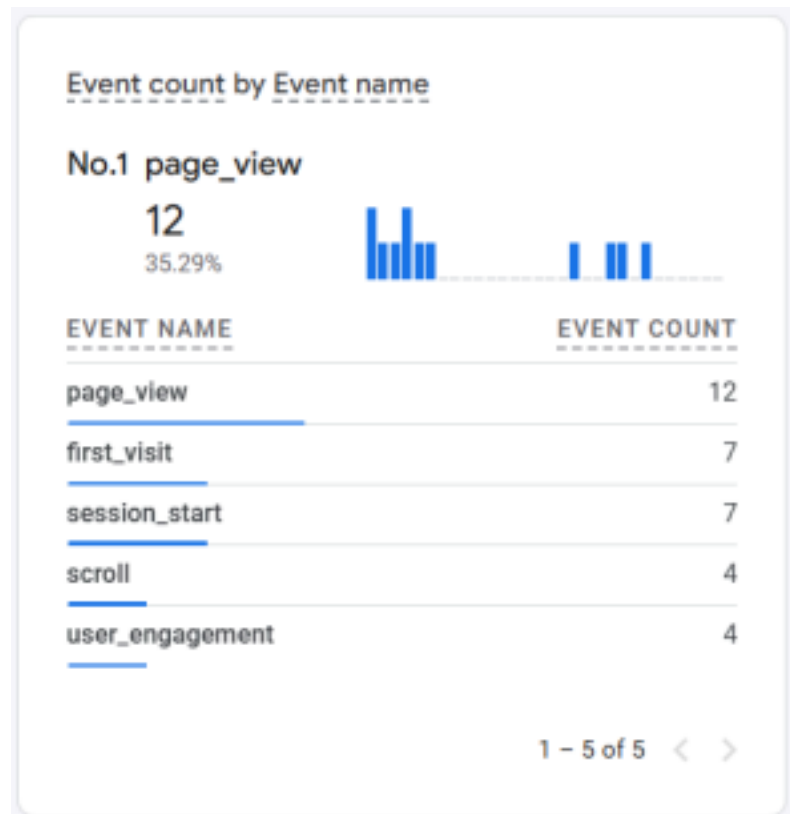 Event count by Event name
No.1 page_view
12
35.29%
EVENT NAME EVENT COUNT
page_view 12
first_visit 7
session_start 7
scroll 4
user_engagement 4
1 – 5 of 5